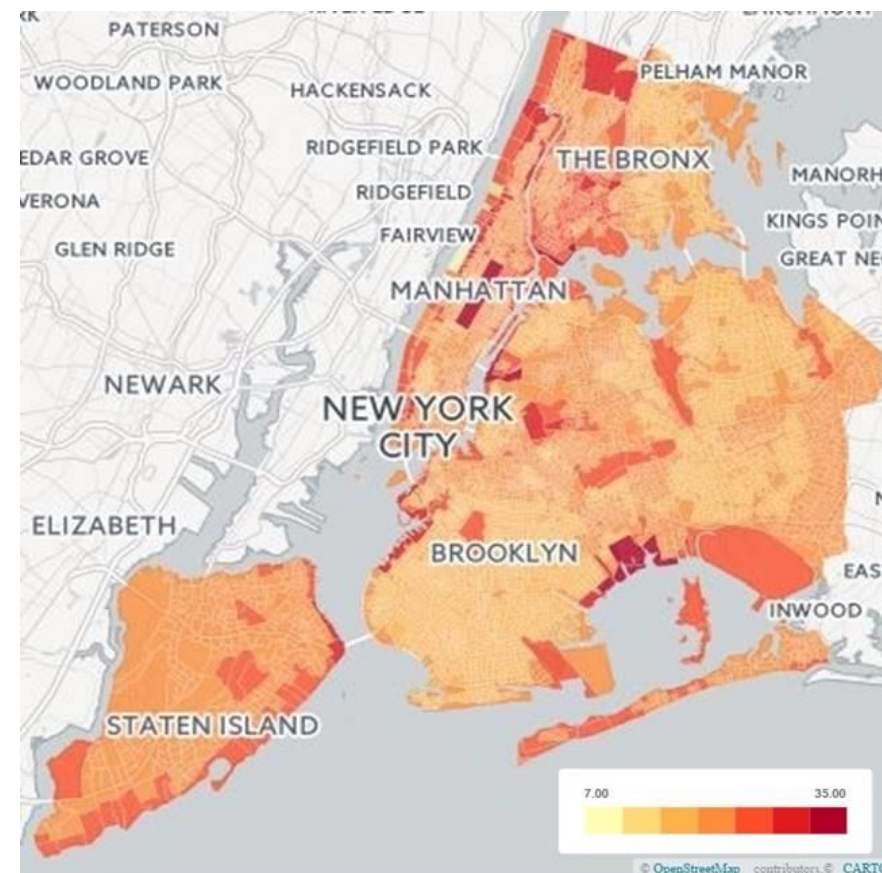 PATERSON
WOODLAND PARK
HACKENSACK
PELHAM MANOR
EDAR GROVE
RIDGEFIELD PARK
THE BRONX
VERONA
RIDGEFIELD
MANORH
FAIRVIEW
KINGS POIN
GLEN RIDGE
GREAT NE
MANHATTAN
NEWARK
NEW YORK
CITY
ELIZABETH
BROOKLYN
EAS
INWOOD
STATEN ISLAND
7.00 35.00
© OpenStreetMap contributors, © CARTO